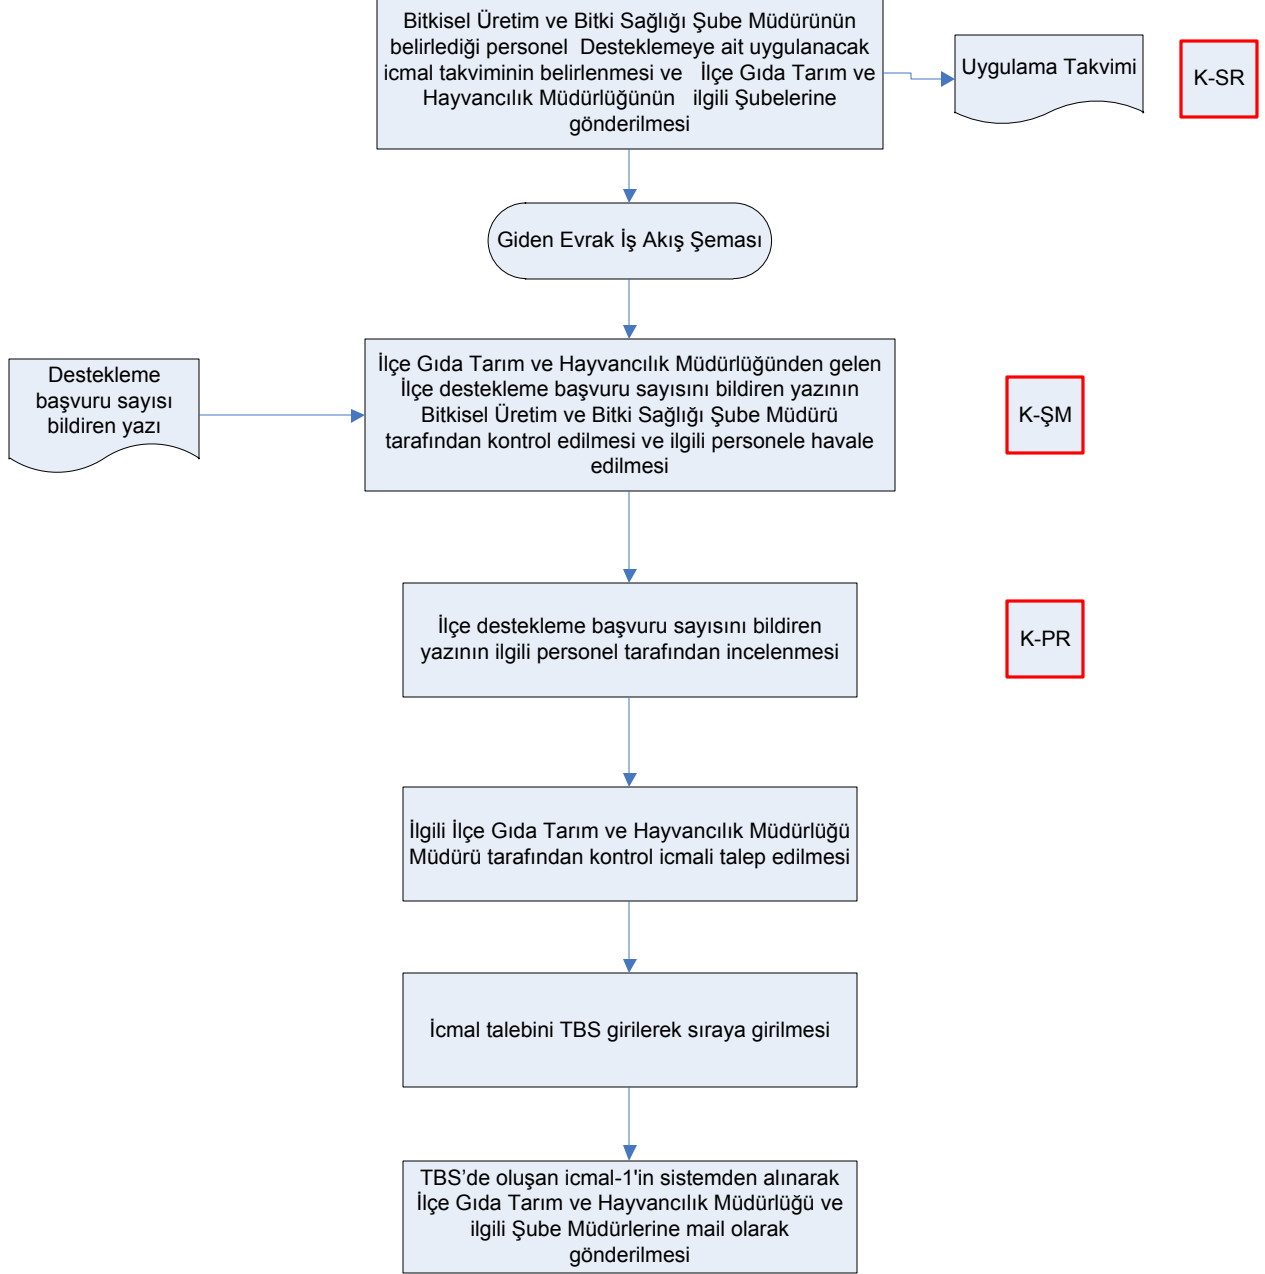 Bitkisel Üretim ve Bitki Sağlığı Şube Müdürünün
belirlediği personel Desteklemeye ait uygulanacak
icmal takviminin belirlenmesi ve İlçe Gıda Tarım ve
Hayvancılık Müdürlüğünün ilgili Şubelerine
gönderilmesi
Uygulama Takvimi
K-SR
Giden Evrak İş Akış Şeması
Destekleme
başvuru sayısı
bildiren yazı
İlçe Gıda Tarım ve Hayvancılık Müdürlüğünden gelen
İlçe destekleme başvuru sayısını bildiren yazının
Bitkisel Üretim ve Bitki Sağlığı Şube Müdürü
tarafından kontrol edilmesi ve ilgili personele havale
edilmesi
K-ŞM
İlçe destekleme başvuru sayısını bildiren
yazının ilgili personel tarafından incelenmesi
K-PR
İlgili İlçe Gıda Tarım ve Hayvancılık Müdürlüğü
Müdürü tarafından kontrol icmali talep edilmesi
İcmal talebini TBS girilerek sıraya girilmesi
TBS’de oluşan icmal-1'in sistemden alınarak
İlçe Gıda Tarım ve Hayvancılık Müdürlüğü ve
ilgili Şube Müdürlerine mail olarak
gönderilmesi